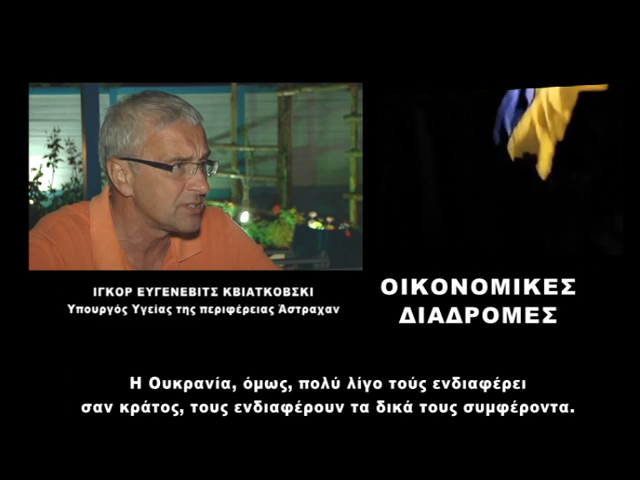 ΙΓΚΟΡ ΕΥΓΕΝΕΒΙΤΣ ΚΒΙΑΤΚΟΒΣΚΙ
Υπουργός Υγείας της περιφέρειας Άστραχαν
ΟΙΚΟΝΟΜΙΚΕΣ
ΔΙΑΔΡΟΜΕΣ
Η Ουκρανία, όμως, πολύ λίγο τούς ενδιαφέρει
σαν κράτος, τους ενδιαφέρουν τα δικά τους συμφέροντα.